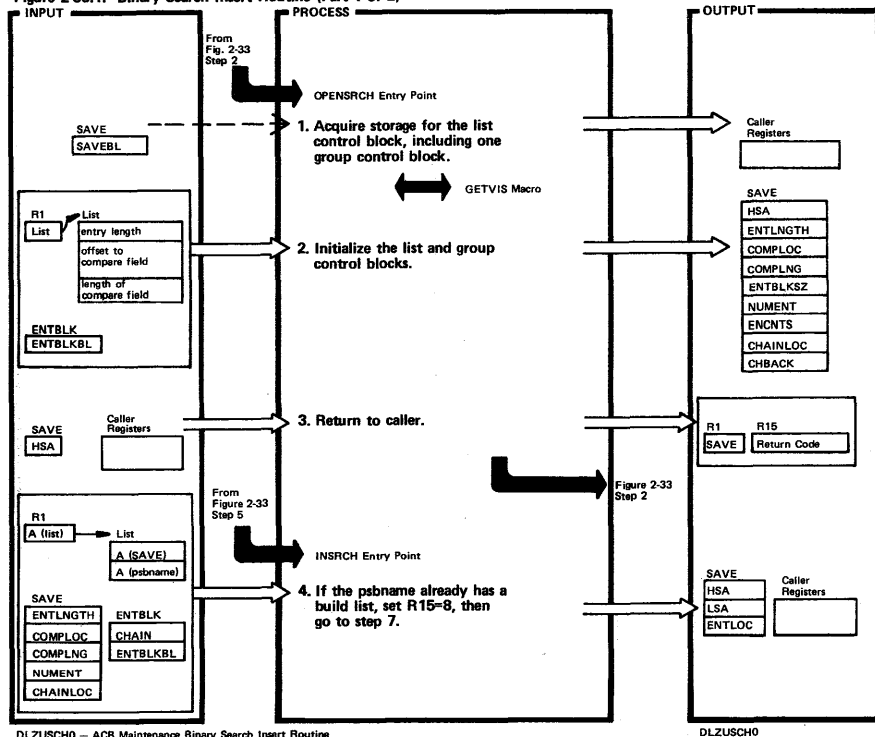 Figure 2-33.1. Binary Search Insert Routine (Part 1 of 2)
INPUT
PROCESS
OUTPUT
From
Fig. 2-33
Step 2
OPENSRCH Entry Point
SAVE
SAVEBL
1. Acquire storage for the list
control block, including one
group control block.
GETVIS Macro
Caller
Registers
R1
List
List
entry length
offset to
compare field
length of
compare field
ENTBLK
ENTBLKBL
2. Initialize the list and group
control blocks.
SAVE
HSA
ENTLNGTH
COMPLOC
COMPLNG
ENTBLKSZ
NUMENT
ENCNTS
CHAINLOC
CHBACK
SAVE
HSA
Caller
Registers
3. Return to caller.
R1
SAVE
R15
Return Code
Figure 2-33
Step 2
From
Figure 2-33
Step 5
INSRCH Entry Point
R1
A (list)
List
A (SAVE)
A (psbname)
SAVE
ENTLNGTH
COMPLOC
COMPLNG
NUMENT
CHAINLOC
ENTBLK
CHAIN
ENTBLKBL
4. If the psbname already has a
build list, set R15=8, then
go to step 7.
SAVE
HSA
LSA
ENTLOC
Caller
Registers
DLZUSCH0 — ACB Maintenance Binary Search Insert Routine
DLZUSCH0